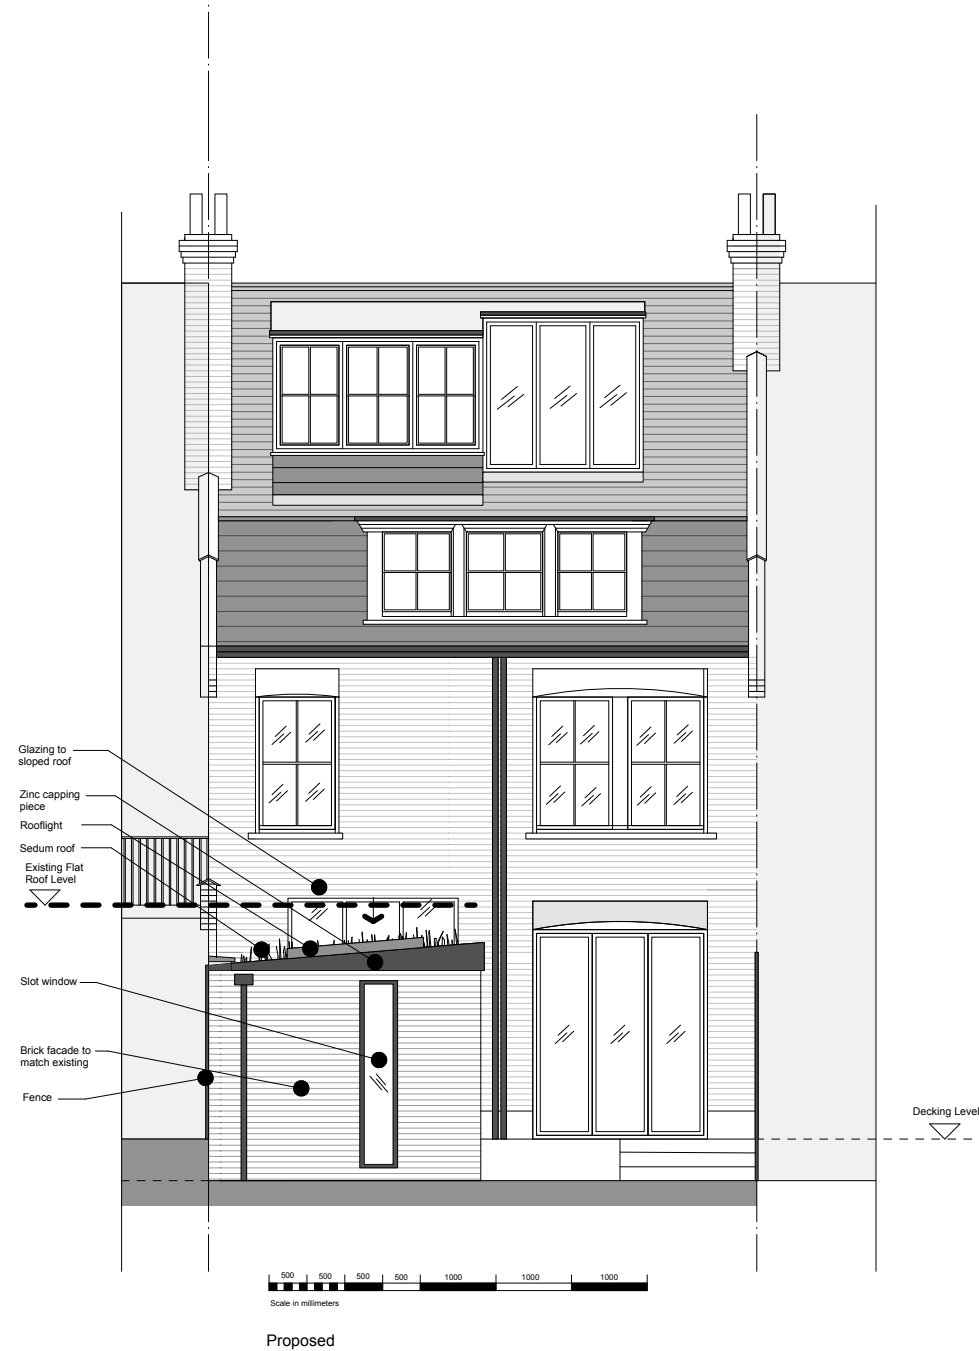 Glazing to
sloped roof
Zinc capping
piece
Rooflight
Sedum roof
Existing Flat
Roof Level
Slot window
Brick facade to
match existing
Fence
Decking Level
500 500 500 500 1000 1000 1000
Scale in millimeters
Proposed